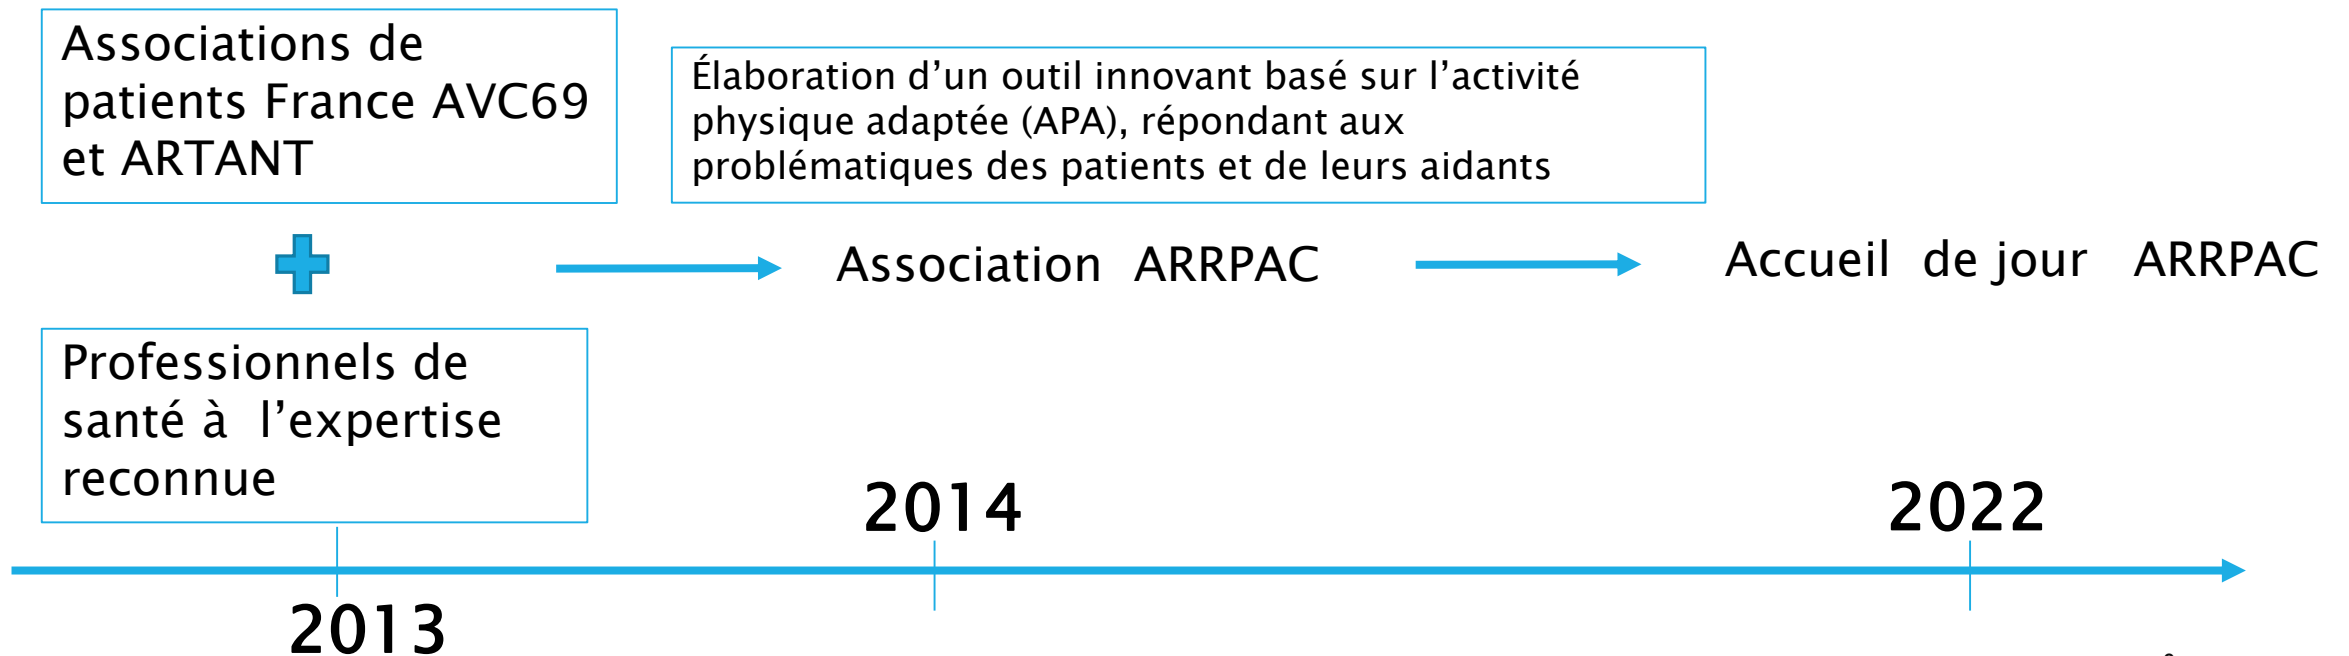 Associations de
patients France AVC69
et ARTANT
Élaboration d’un outil innovant basé sur l’activité
physique adaptée (APA), répondant aux
problématiques des patients et de leurs aidants
Association ARRPAC
Accueil de jour ARRPAC
Professionnels de
santé à l’expertise
reconnue
2013
2014
2022